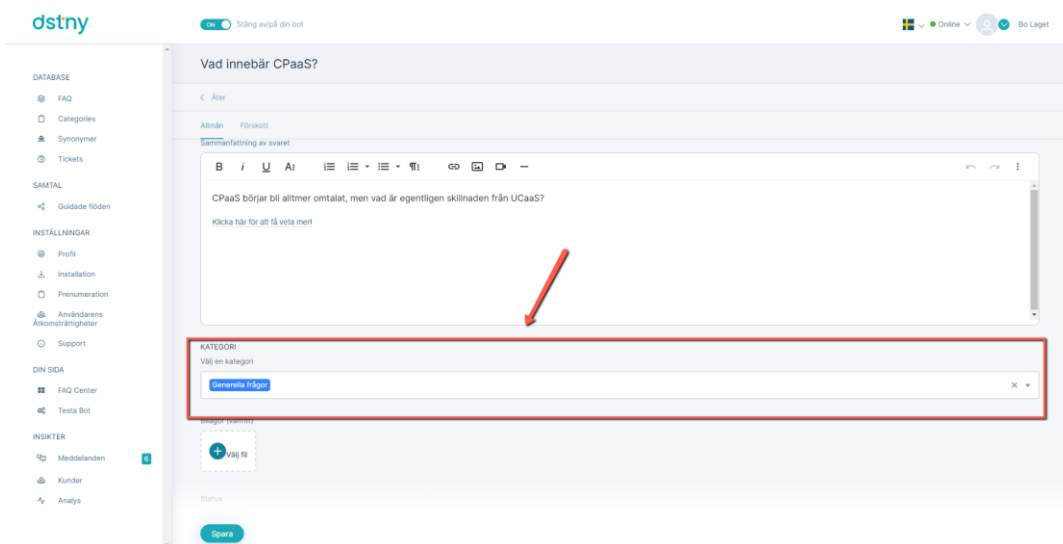 dstny
ON Stäng av/på din bot
Online
Bo Laget
DATABASE
FAQ
Categories
Synonymer
Tickets
SAMTAL
Guidade flöden
INSTÄLLNINGAR
Profil
Installation
Prenumeration
Användarens
Åtkomsträttigheter
Support
DIN SIDA
FAQ Center
Testa Bot
INSIKTER
Meddelanden 6
Kunder
Analys
Vad innebär CPaaS?
Åter
Allmän Förskott
Sammanfattning av svaret
CPaaS börjar bli alltmer omtalat, men vad är egentligen skillnaden från UCaaS?
Klicka här för att få veta mer!
KATEGORI
Välj en kategori
Generella frågor
Bilagor (valfritt)
Välj fil
Status
Spara